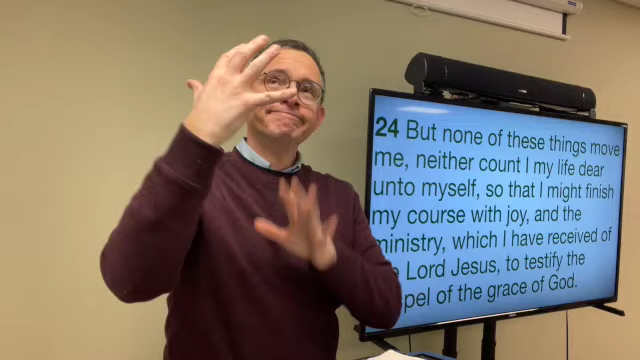 24 But none of these things move
me, neither count I my life dear
unto myself, so that I might finish
my course with joy, and the
ministry, which I have received of
Lord Jesus, to testify the
spel of the grace of God.